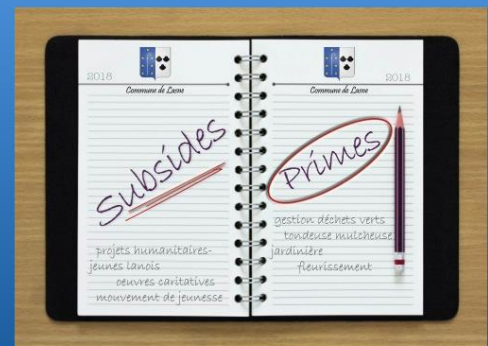 2018
Commune de Lasne
Subsides
projets humanitaires-
jeunes lanois
oeuvres caritatives
mouvement de jeunesse
2018
Commune de Lasne
Primes
gestion déchets verts
tondeuse mulcheuse
jardinière
fleurissement